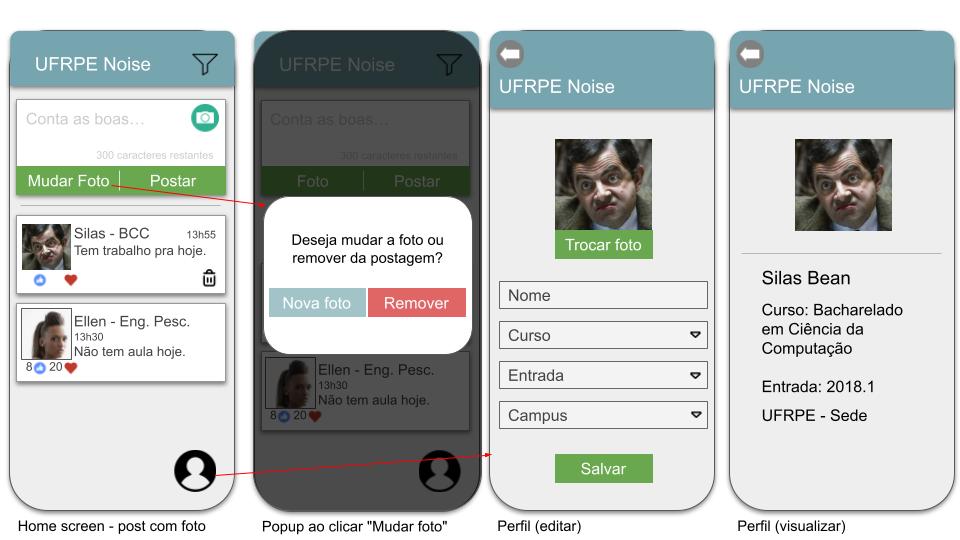 UFRPE Noise
Conta as boas...
300 caracteres restantes
Mudar Foto
Postar
Silas - BCC
13h55
Tem trabalho pra hoje.
Ellen - Eng. Pesc.
13h30
Não tem aula hoje.
8 20
Home screen - post com foto
UFRPE Noise
Conta as boas...
300 caracteres restantes
Foto
Postar
Deseja mudar a foto ou
remover da postagem?
Nova foto
Remover
Ellen - Eng. Pesc.
13h30
Não tem aula hoje.
8 20
Popup ao clicar "Mudar foto"
UFRPE Noise
Trocar foto
Nome
Curso
Entrada
Campus
Salvar
Perfil (editar)
UFRPE Noise
Silas Bean
Curso: Bacharelado
em Ciência da
Computação
Entrada: 2018.1
UFRPE - Sede
Perfil (visualizar)